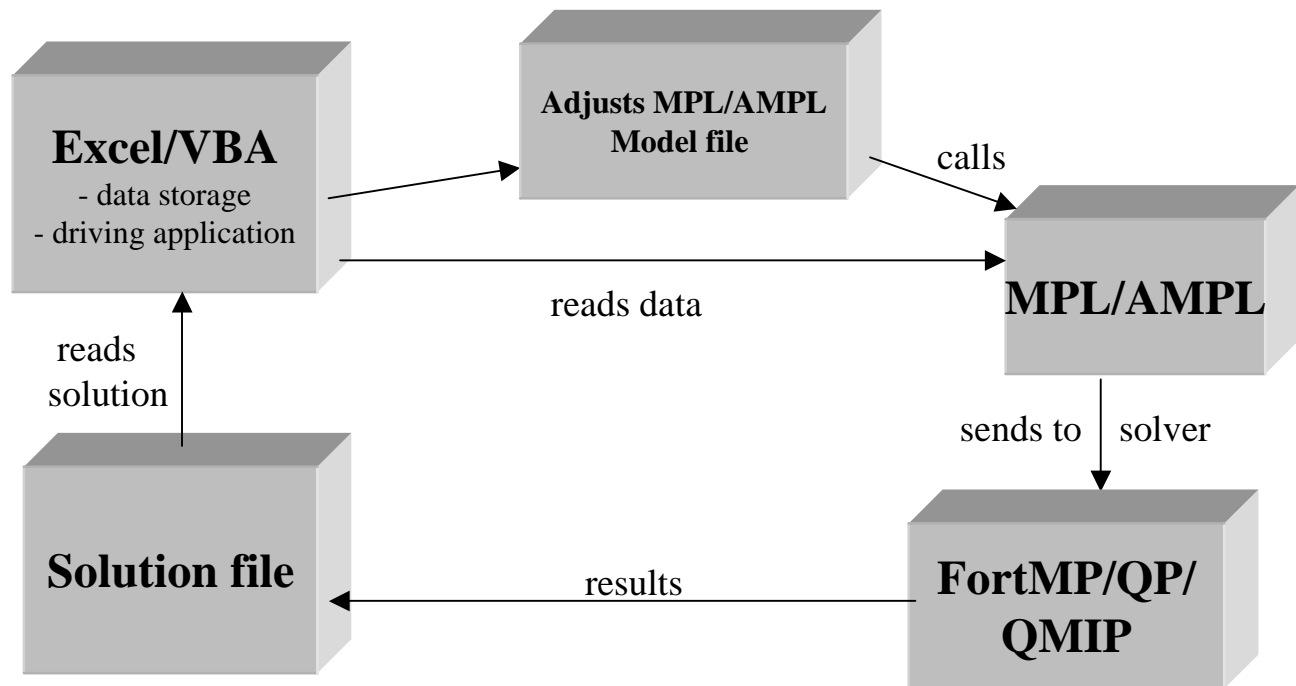 Excel/VBA
- data storage
- driving application
Adjusts MPL/AMPL
Model file
calls
MPL/AMPL
reads data
reads
solution
sends to solver
Solution file
results
FortMP/QP/
QMIP